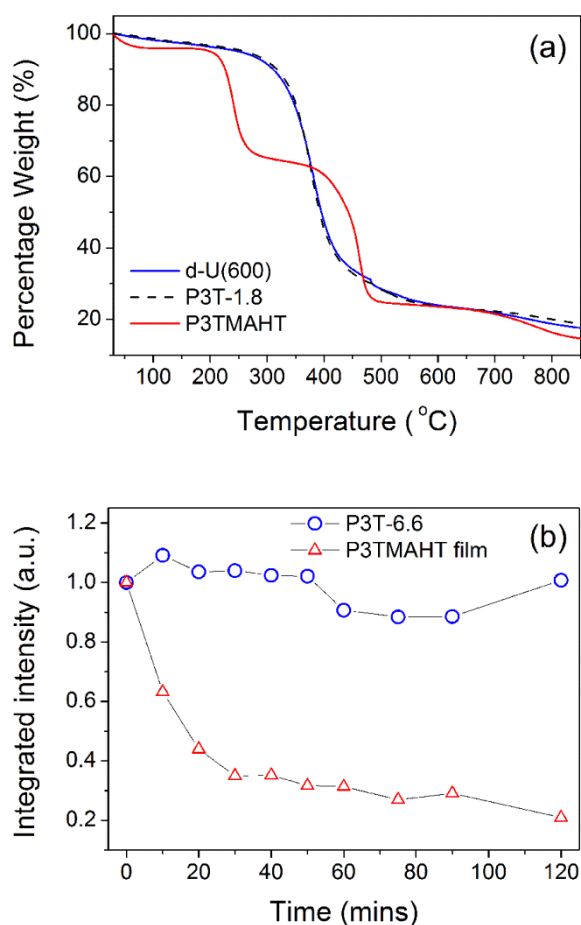 (a)
100
80
60
40
20
Percentage Weight (%)
d-U(600)
P3T-1.8
P3TMAHT
100 200 300 400 500 600 700 800
Temperature (°C)
(b)
P3T-6.6
P3TMAHT film
1.2
1.0
0.8
0.6
0.4
0.2
Integrated intensity (a.u.)
0 20 40 60 80 100 120
Time (mins)